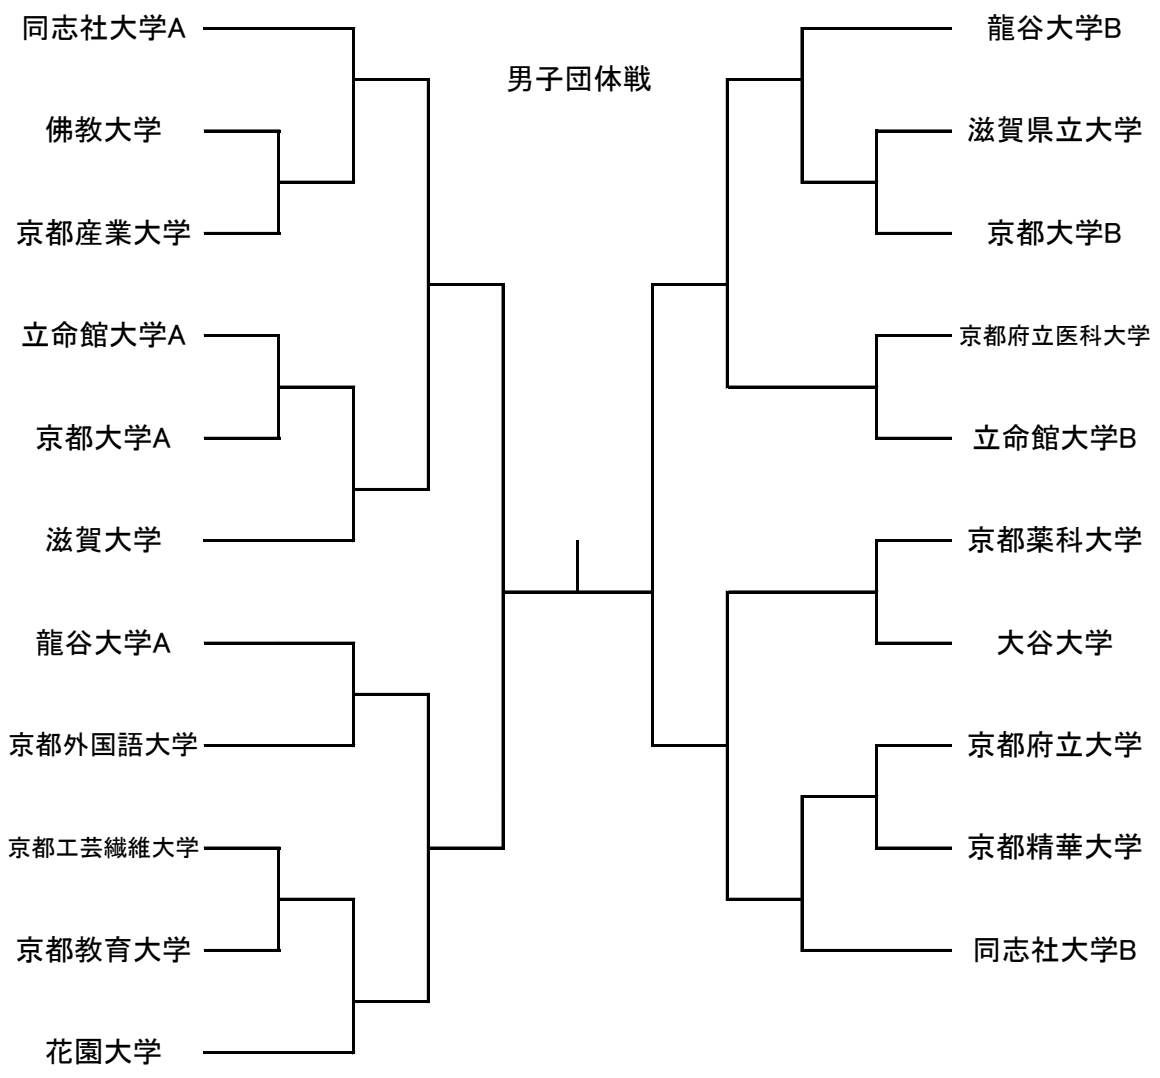 男子団体戦
同志社大学A
佛教大学
京都産業大学
立命館大学A
京都大学A
滋賀大学
龍谷大学A
京都外国語大学
京都工芸繊維大学
京都教育大学
花園大学
龍谷大学B
滋賀県立大学
京都大学B
京都府立医科大学
立命館大学B
京都薬科大学
大谷大学
京都府立大学
京都精華大学
同志社大学B